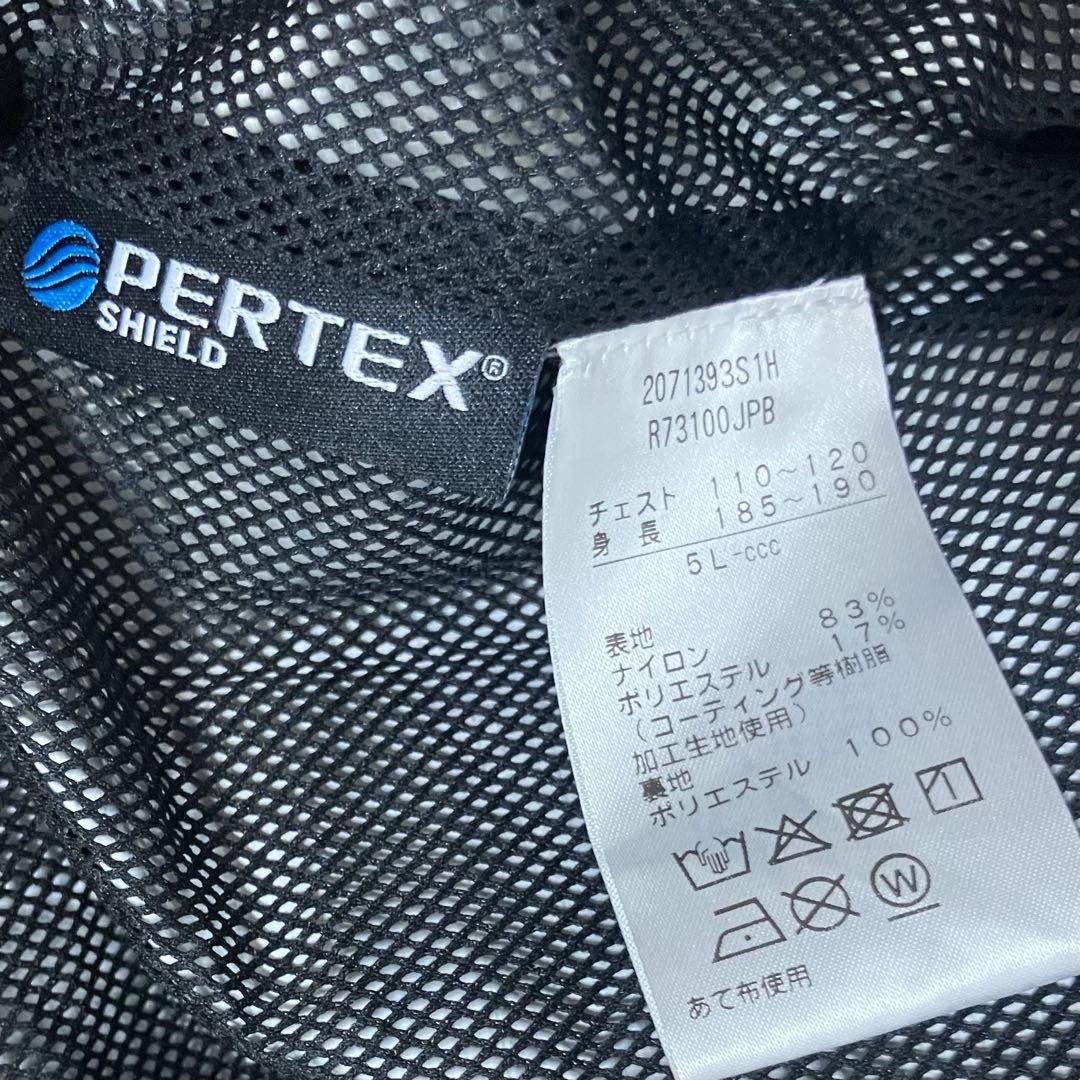 PERTEX®
SHIELD
2071393S1H
R73100JPB
チェスト 110～120
身 長 185～190
5L-ccc
表地
ナイロン 83%
ポリエステル 17%
(コーティング等樹脂
加工生地使用)
裏地
ポリエステル 100%
W
あて布使用